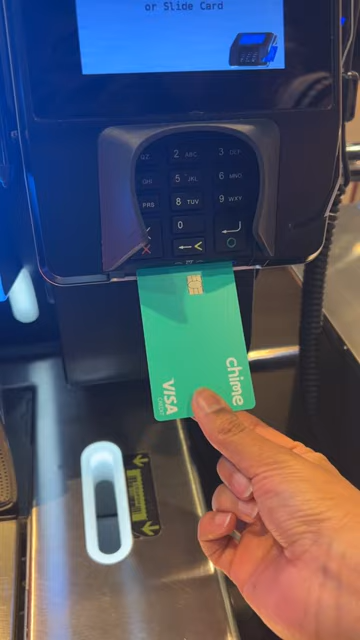 or Slide Card
2 ABC
3 DEF
GHI
5 JKL
6 MNO
PRS
8 TUV
9 WXY
0
chime
VISA
CREDIT